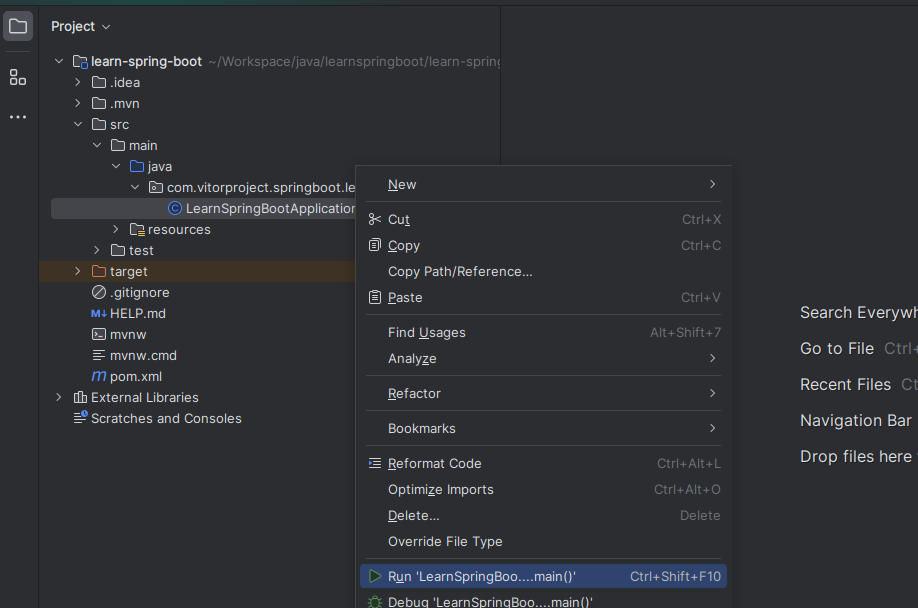 Project
learn-spring-boot ~/Workspace/java/learnspringboot/learn-spring
.idea
.mvn
src
main
java
com.vitorproject.springboot.le
LearnSpringBootApplication
resources
test
target
.gitignore
M↓ HELP.md
mvnw
mvnw.cmd
m pom.xml
External Libraries
Scratches and Consoles
New
Cut Ctrl+X
Copy Ctrl+C
Copy Path/Reference...
Paste Ctrl+V
Find Usages Alt+Shift+7
Analyze
Refactor
Bookmarks
Reformat Code Ctrl+Alt+L
Optimize Imports Ctrl+Alt+O
Delete... Delete
Override File Type
Run 'LearnSpringBoo....main()' Ctrl+Shift+F10
Debug 'LearnSpringBoo....main()'
Search Everywh
Go to File Ctrl+
Recent Files Ct
Navigation Bar
Drop files here